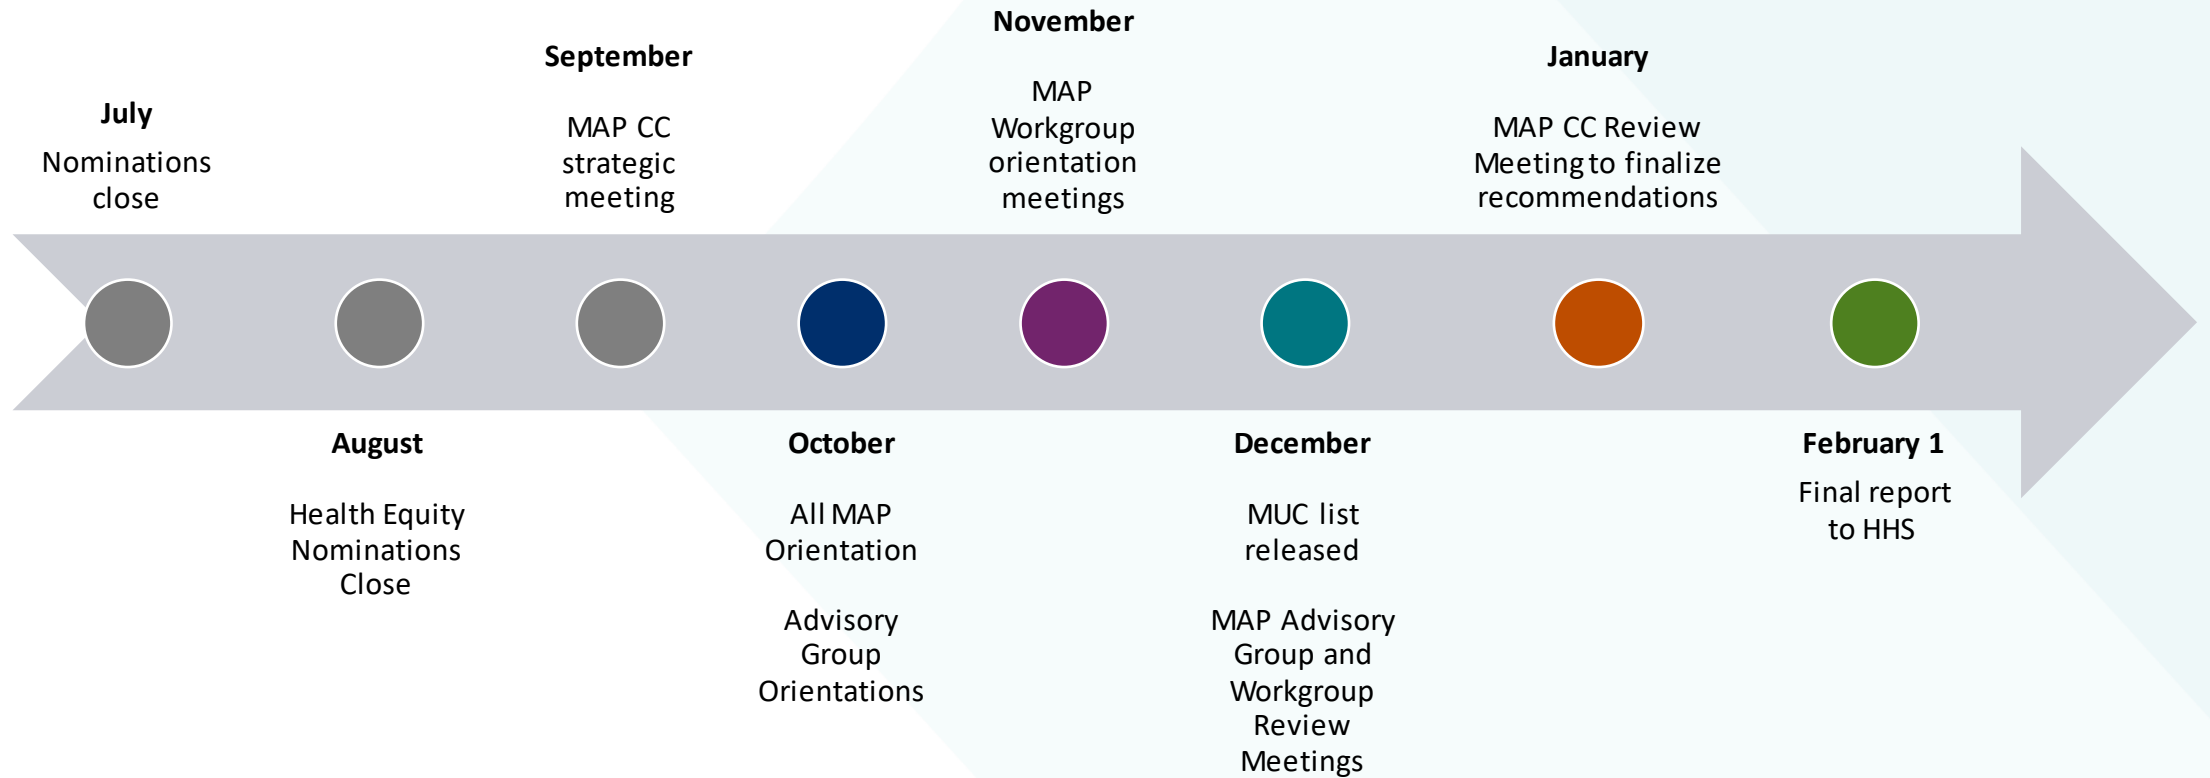 July
Nominations
close
August
Health Equity
Nominations
Close
September
MAP CC
strategic
meeting
October
All MAP
Orientation
Advisory
Group
Orientations
November
MAP
Workgroup
orientation
meetings
December
MUC list
released
MAP Advisory
Group and
Workgroup
Review
Meetings
January
MAP CC Review
Meeting to finalize
recommendations
February 1
Final report
to HHS